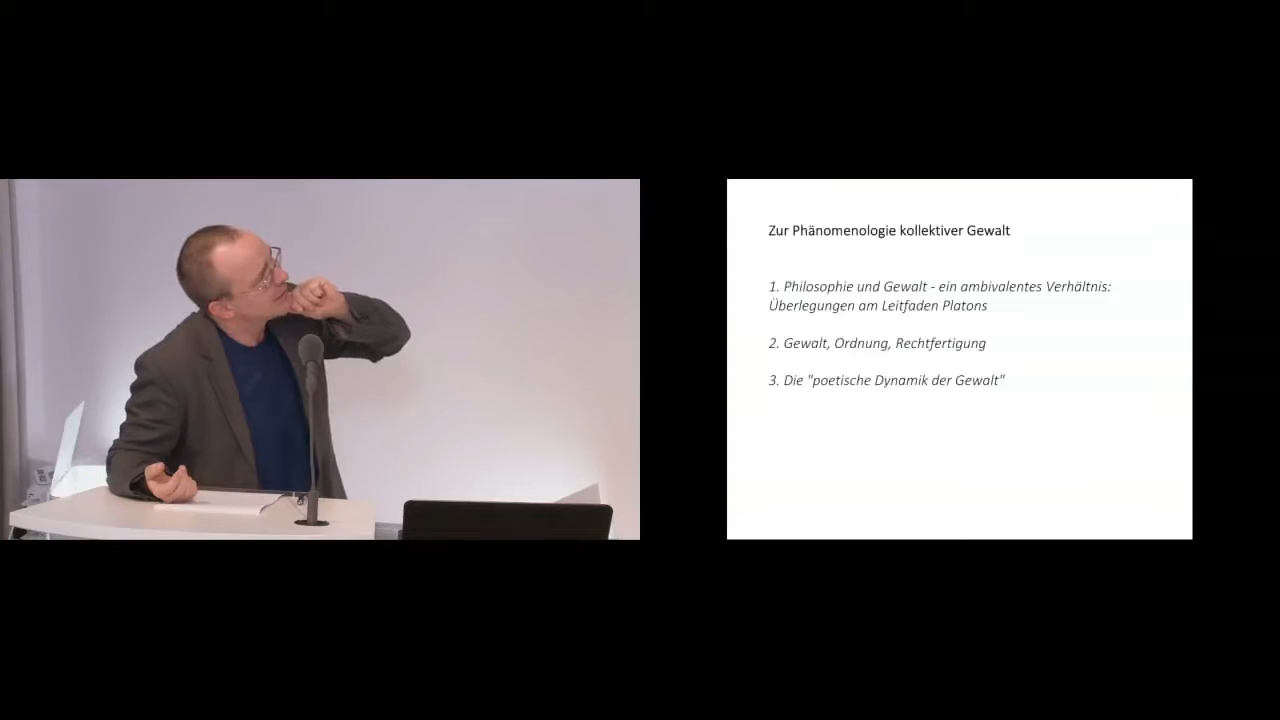 Zur Phänomenologie kollektiver Gewalt
1. Philosophie und Gewalt - ein ambivalentes Verhältnis:
Überlegungen am Leitfaden Platons
2. Gewalt, Ordnung, Rechtfertigung
3. Die "poetische Dynamik der Gewalt"